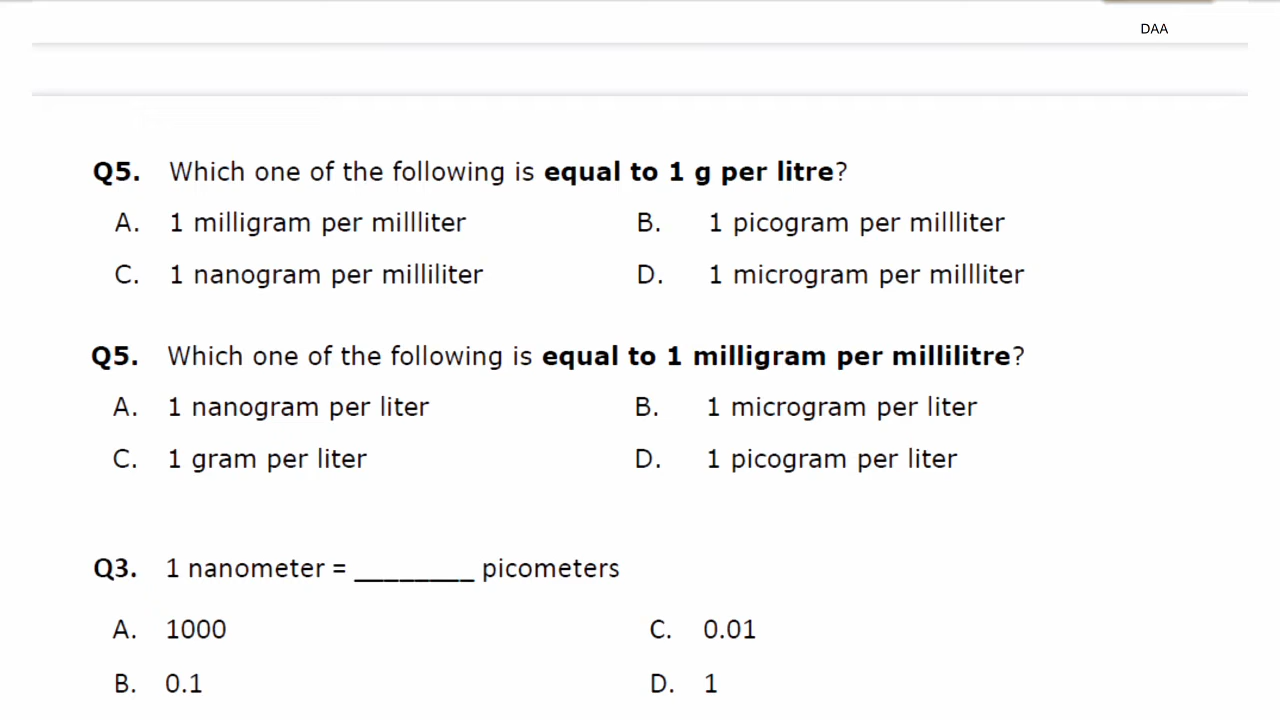 DAA
Q5. Which one of the following is equal to 1 g per litre?
A. 1 milligram per millliter B. 1 picogram per millliter
C. 1 nanogram per milliliter D. 1 microgram per millliter
Q5. Which one of the following is equal to 1 milligram per millilitre?
A. 1 nanogram per liter B. 1 microgram per liter
C. 1 gram per liter D. 1 picogram per liter
Q3. 1 nanometer = ________ picometers
A. 1000 C. 0.01
B. 0.1 D. 1